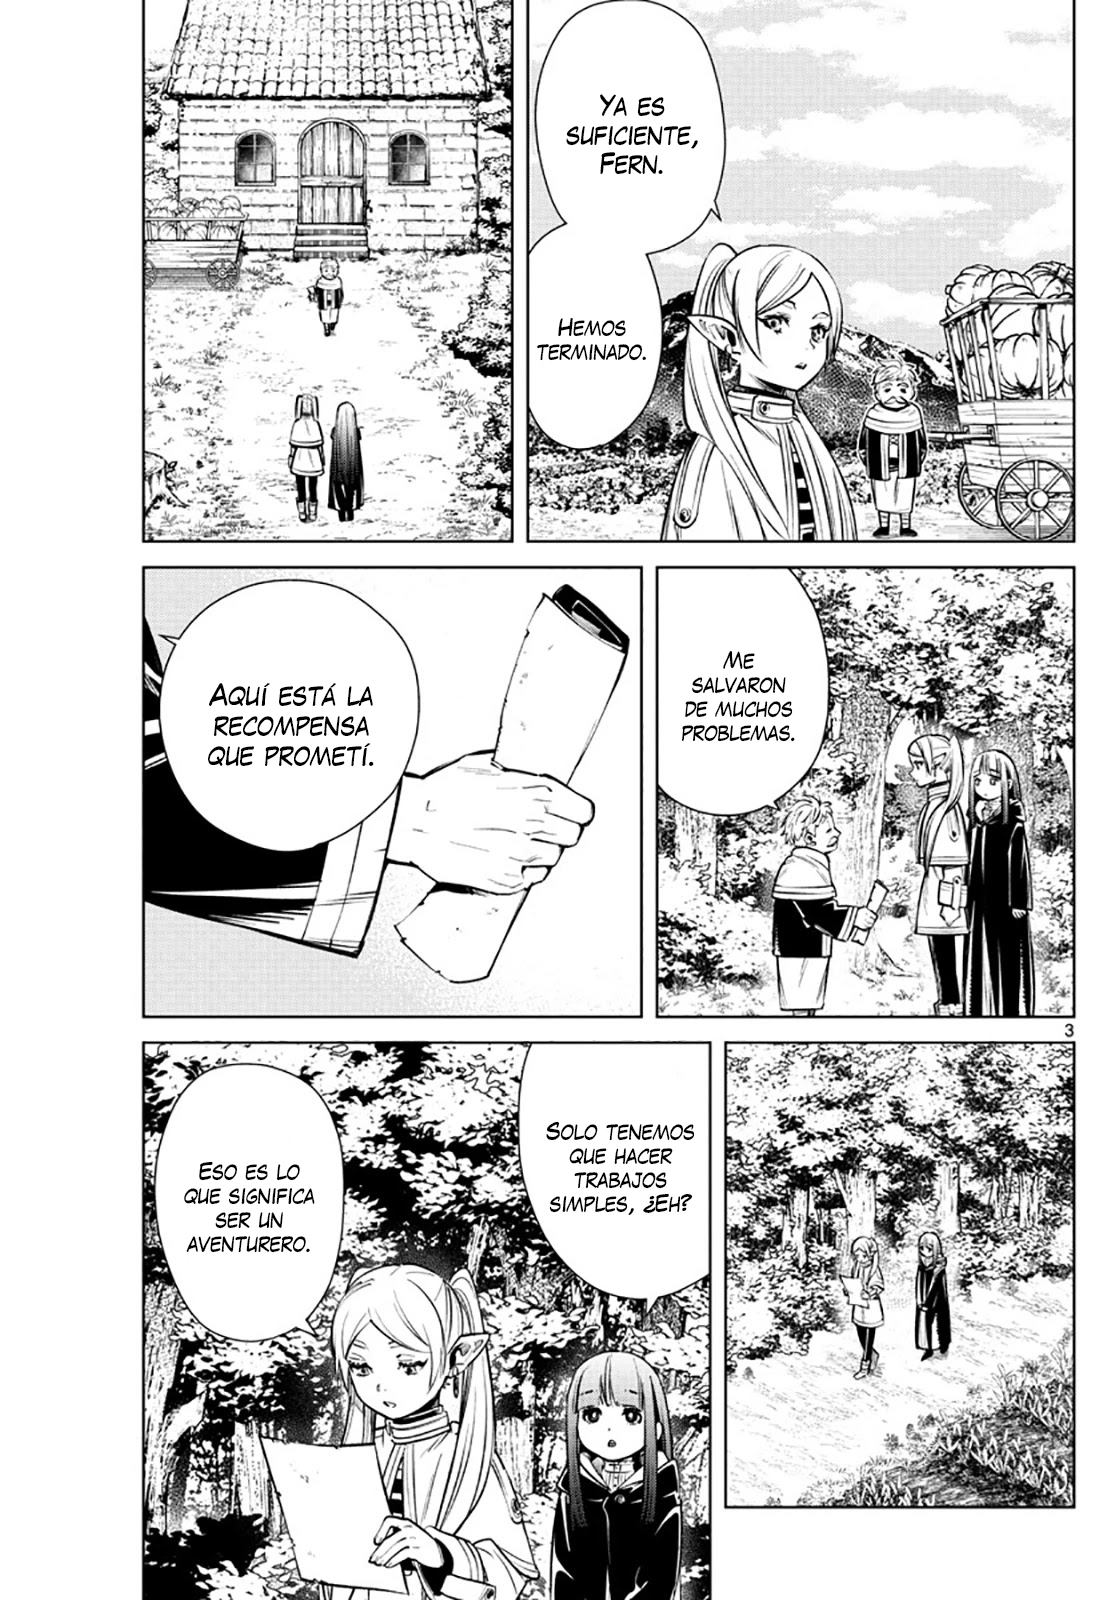 Ya es
suficiente,
Fern.
Hemos
terminado.
Me
salvaron
de muchos
problemas.
Aquí está la
recompensa
que prometí.
3
Solo tenemos
que hacer
trabajos
simples, ¿Eh?
Eso es lo
que significa
ser un
aventurero.